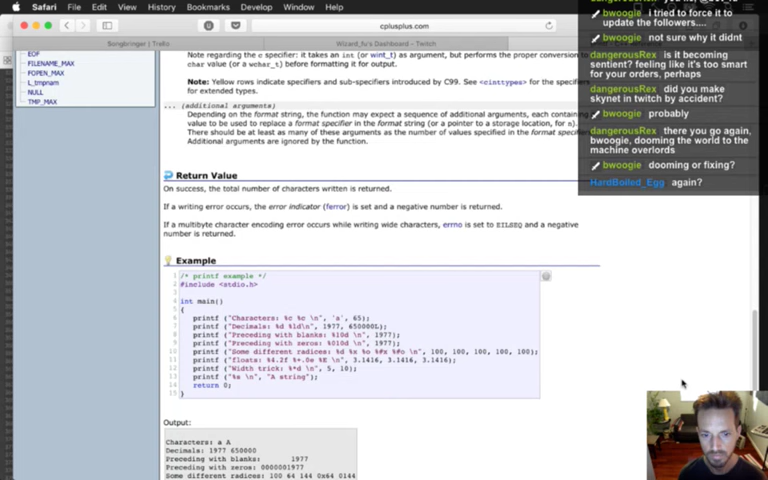 Safari File Edit View History Bookmarks Develop Window Help
cplusplus.com
Songbringer | Trello
Wizard_fu's Dashboard - Twitch
bwoogie i tried to force it to
update the followers....
bwoogie not sure why it didnt
dangerousRex is it becoming
sentient? feeling like it's too smart
for your orders, perhaps
dangerousRex did you make
skynet in twitch by accident?
bwoogie probably
dangerousRex there you go again,
bwoogie, dooming the world to the
machine overlords
bwoogie dooming or fixing?
HardBoiled_Egg again?
EOF
FILENAME_MAX
FOPEN_MAX
L_tmpnam
NULL
TMP_MAX
Note regarding the c specifier: it takes an int (or wint_t) as argument, but performs the proper conversion
char value (or a wchar_t) before formatting it for output.
Note: Yellow rows indicate specifiers and sub-specifiers introduced by C99. See <cinttypes> for the specifiers
for extended types.
... (additional arguments)
Depending on the format string, the function may expect a sequence of additional arguments, each containing
value to be used to replace a format specifier in the format string (or a pointer to a storage location, for n).
There should be at least as many of these arguments as the number of values specified in the format
Additional arguments are ignored by the function.
Return Value
On success, the total number of characters written is returned.
If a writing error occurs, the error indicator (ferror) is set and a negative number is returned.
If a multibyte character encoding error occurs while writing wide characters, errno is set to EILSEQ and a negative
number is returned.
Example
1 /* printf example */
2 #include <stdio.h>
3
4 int main()
5 {
6 printf ("Characters: %c %c \n", 'a', 65);
7 printf ("Decimals: %d %ld\n", 1977, 650000L);
8 printf ("Preceding with blanks: %10d \n", 1977);
9 printf ("Preceding with zeros: %010d \n", 1977);
10 printf ("Some different radices: %d %x %o %#x %#o \n", 100, 100, 100, 100, 100);
11 printf ("floats: %4.2f %+.0e %E \n", 3.1416, 3.1416, 3.1416);
12 printf ("Width trick: %*d \n", 5, 10);
13 printf ("%s \n", "A string");
14 return 0;
15 }
Output:
Characters: a A
Decimals: 1977 650000
Preceding with blanks: 1977
Preceding with zeros: 0000001977
Some different radices: 100 64 144 0x64 0144